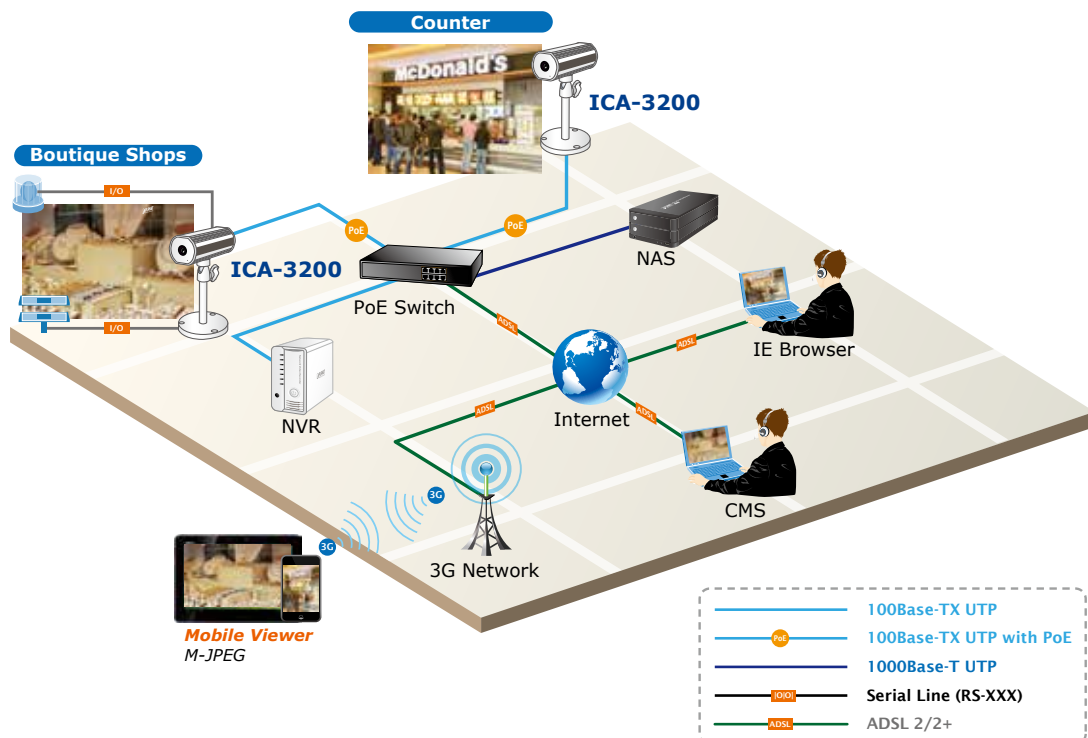 Counter
McDonald's
ICA-3200
Boutique Shops
I/O
PoE
PoE
ICA-3200
NAS
PoE Switch
I/O
ADSL
ADSL
IE Browser
NVR
ADSL
Internet
ADSL
3G
CMS
3G
3G Network
Mobile Viewer
M-JPEG
100Base-TX UTP
PoE
100Base-TX UTP with PoE
1000Base-T UTP
|O|O|
Serial Line (RS-XXX)
ADSL
ADSL 2/2+